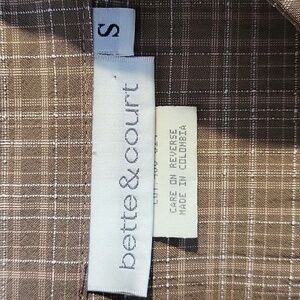 S
bette & court
CARE ON REVERSE
MADE IN COLOMBIA